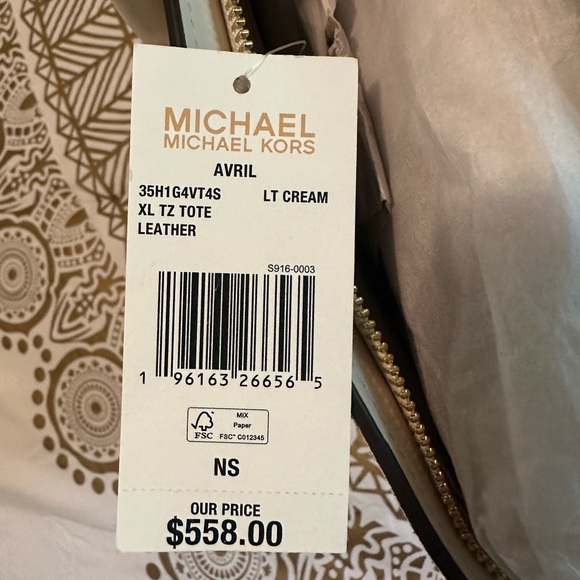 MICHAEL
MICHAEL KORS
AVRIL
35H1G4VT4S LT CREAM
XL TZ TOTE
LEATHER
S916-0003
1 96163 26656 5
FSC
MIX
Paper
FSC™ C012345
NS
OUR PRICE
$558.00